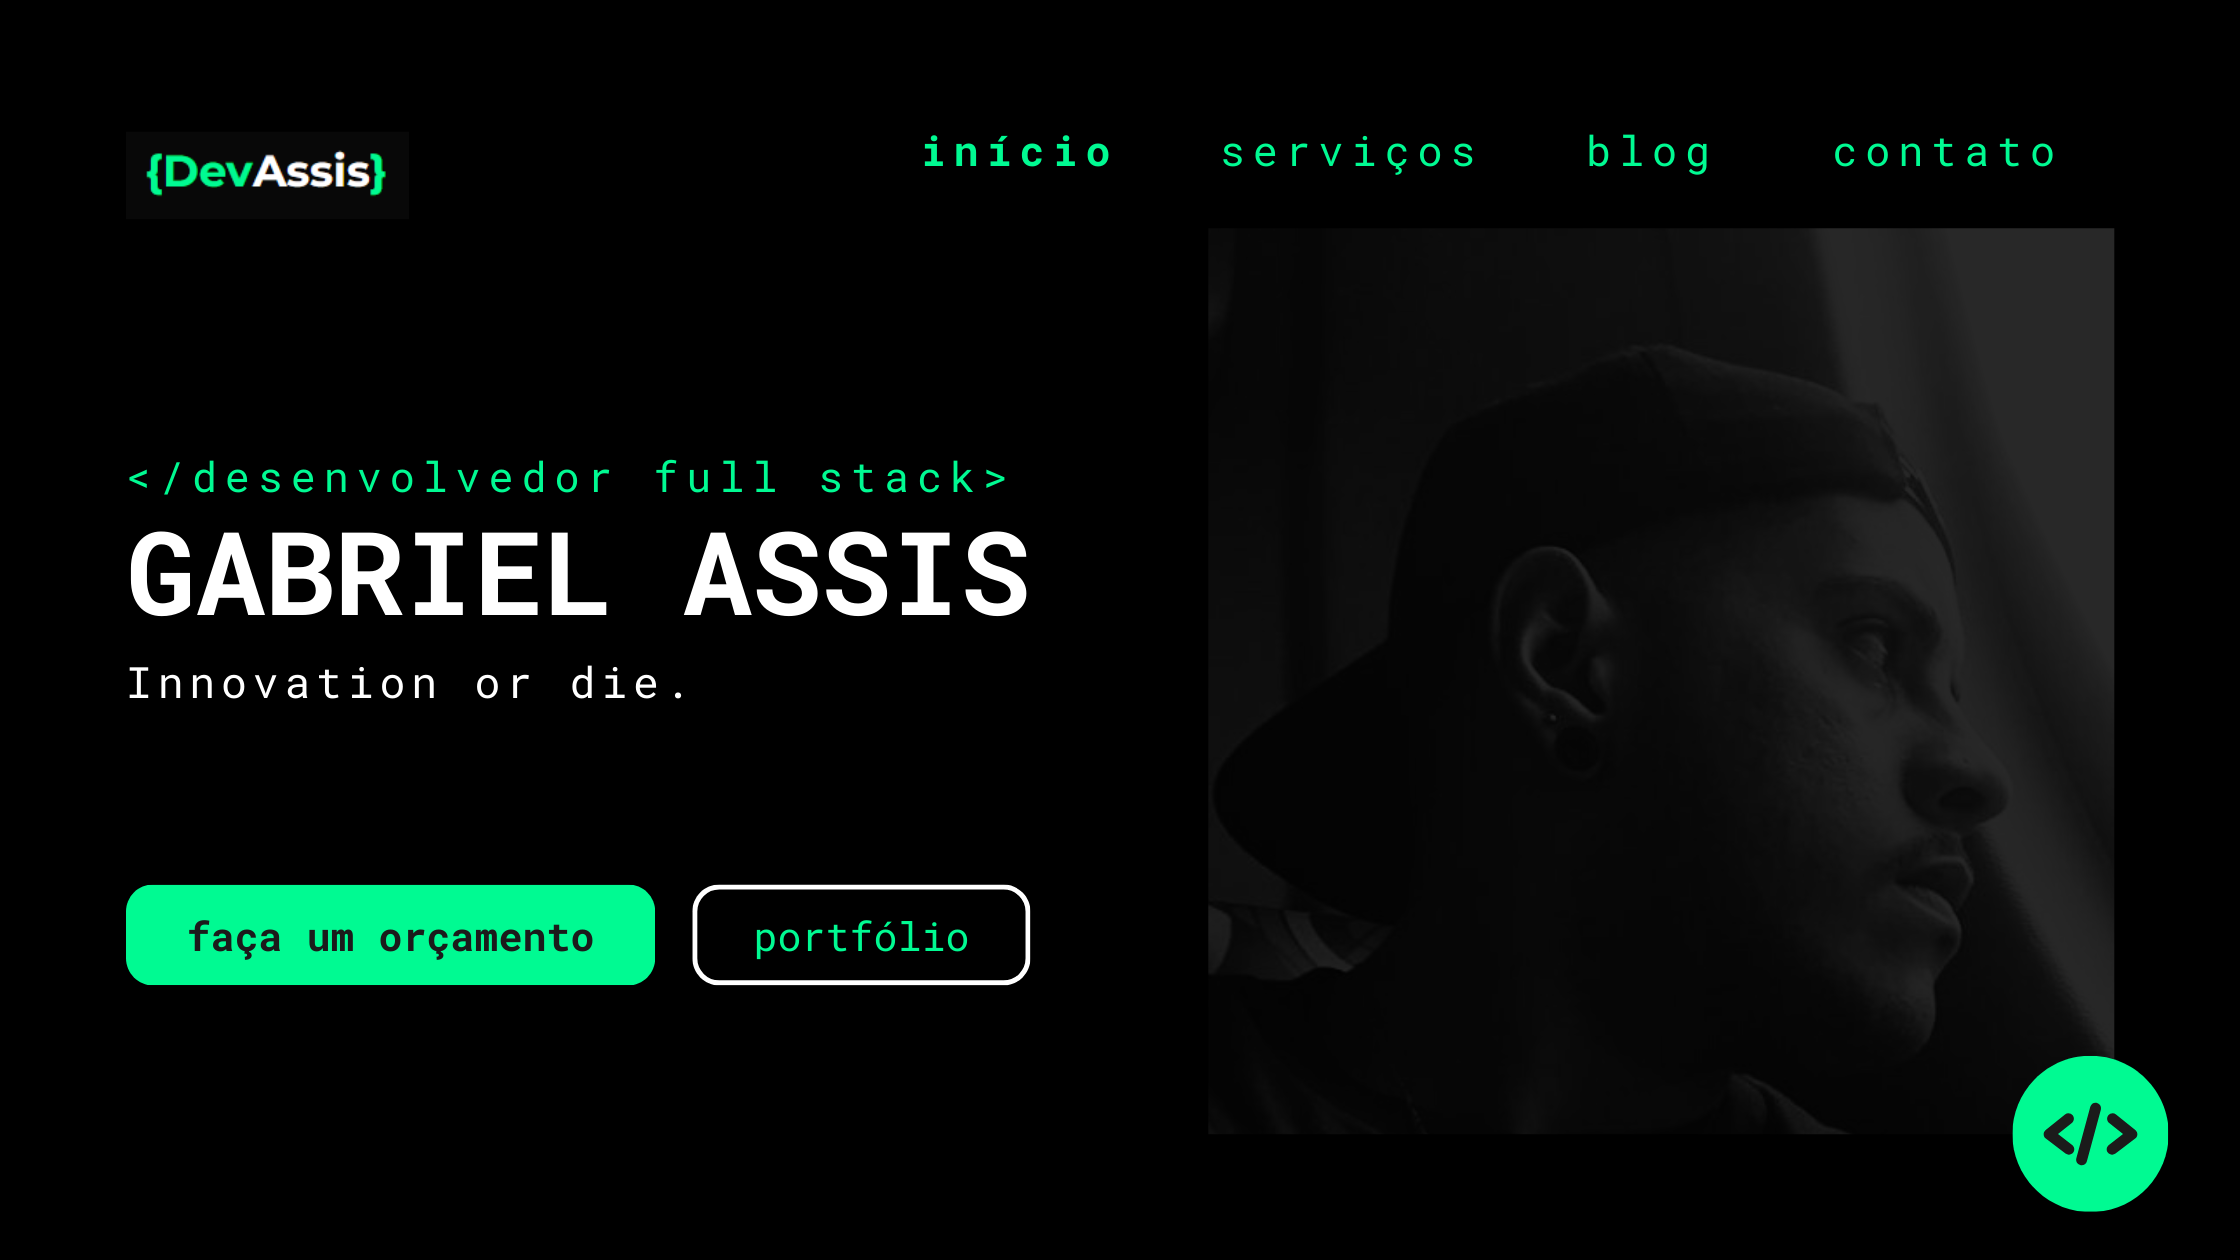 {DevAssis}
início serviços blog contato
</desenvolvedor full stack>
GABRIEL ASSIS
Innovation or die.
faça um orçamento
portfólio
</>